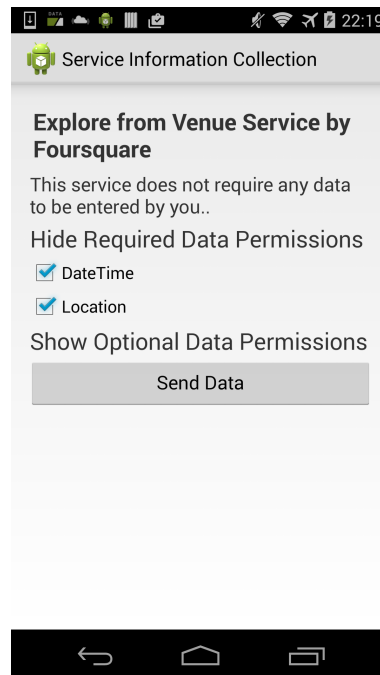 DATA
22:19
Service Information Collection
Explore from Venue Service by
Foursquare
This service does not require any data
to be entered by you..
Hide Required Data Permissions
DateTime
Location
Show Optional Data Permissions
Send Data